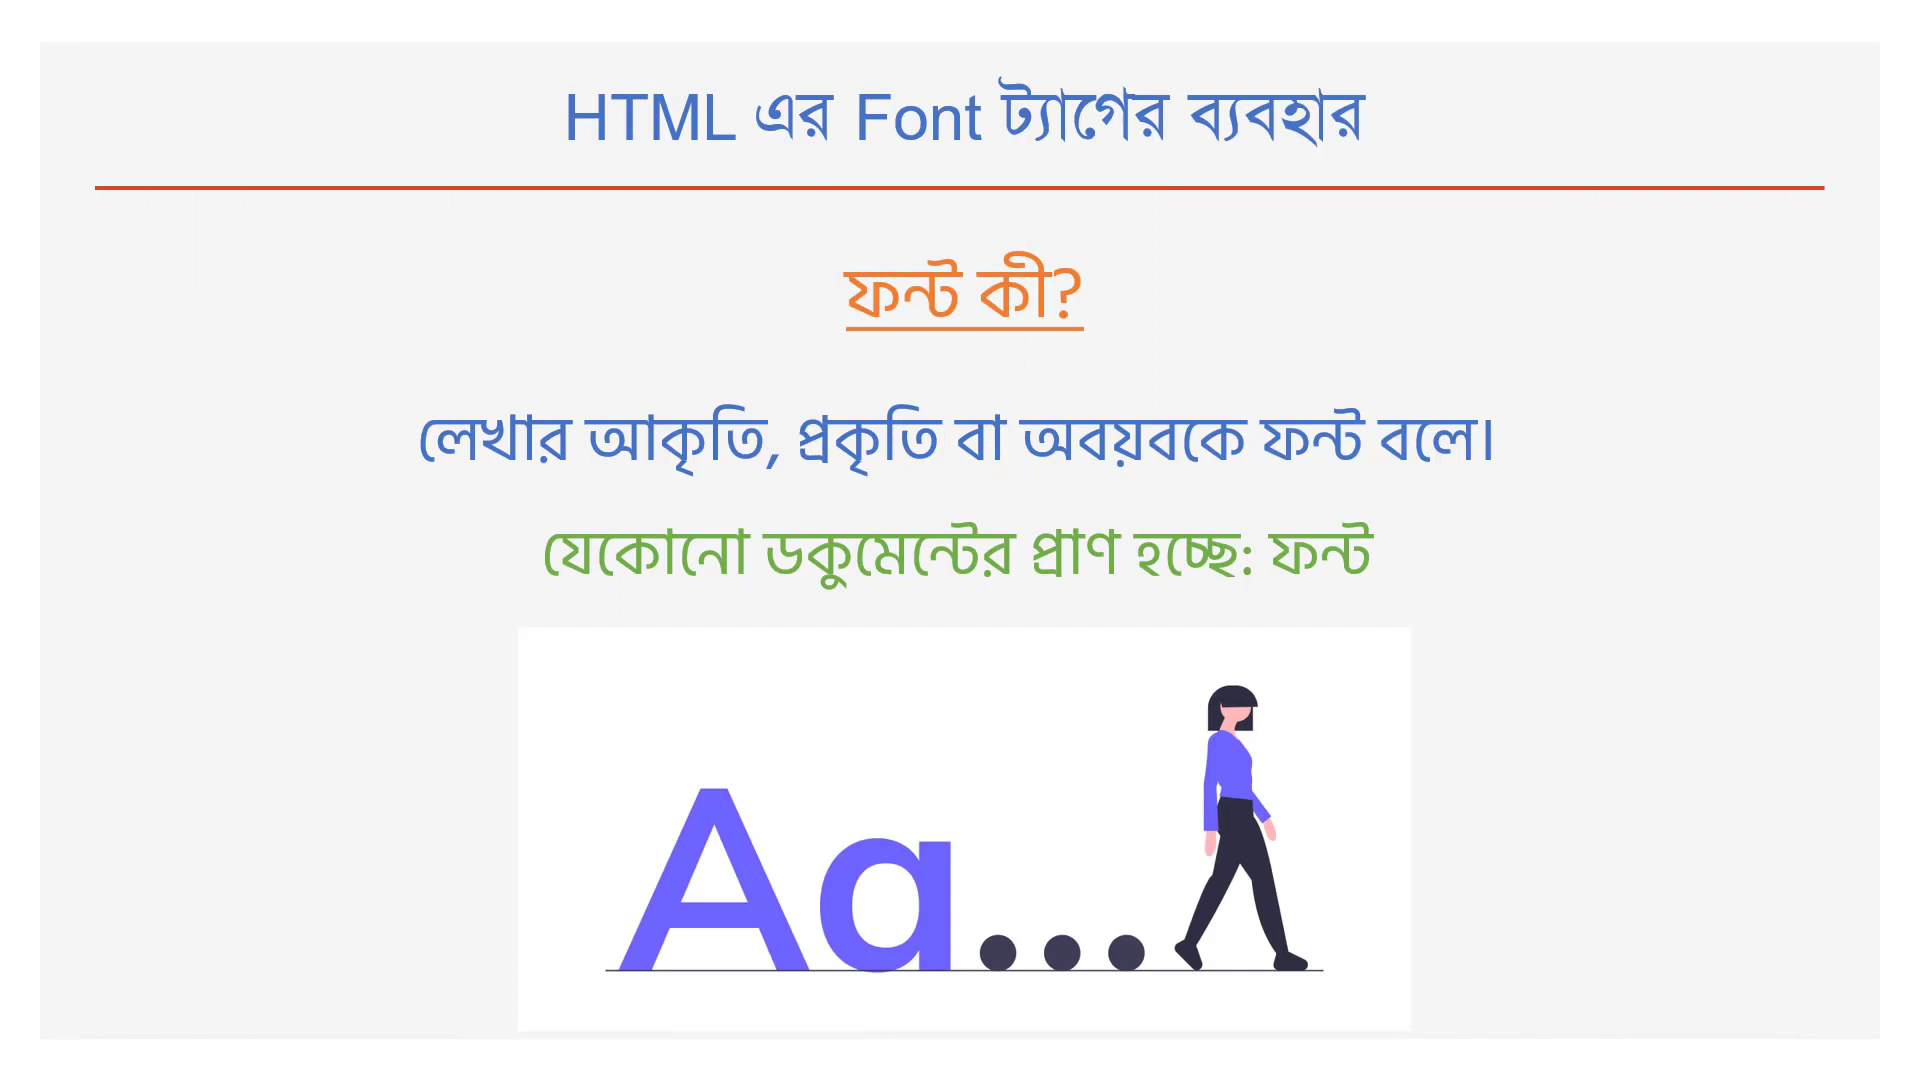 HTML এর Font ট্যাগের ব্যবহার
ফন্ট কী?
লেখার আকৃতি, প্রকৃতি বা অবয়বকে ফন্ট বলে।
যেকোনো ডকুমেন্টের প্রাণ হচ্ছে: ফন্ট
Aa...